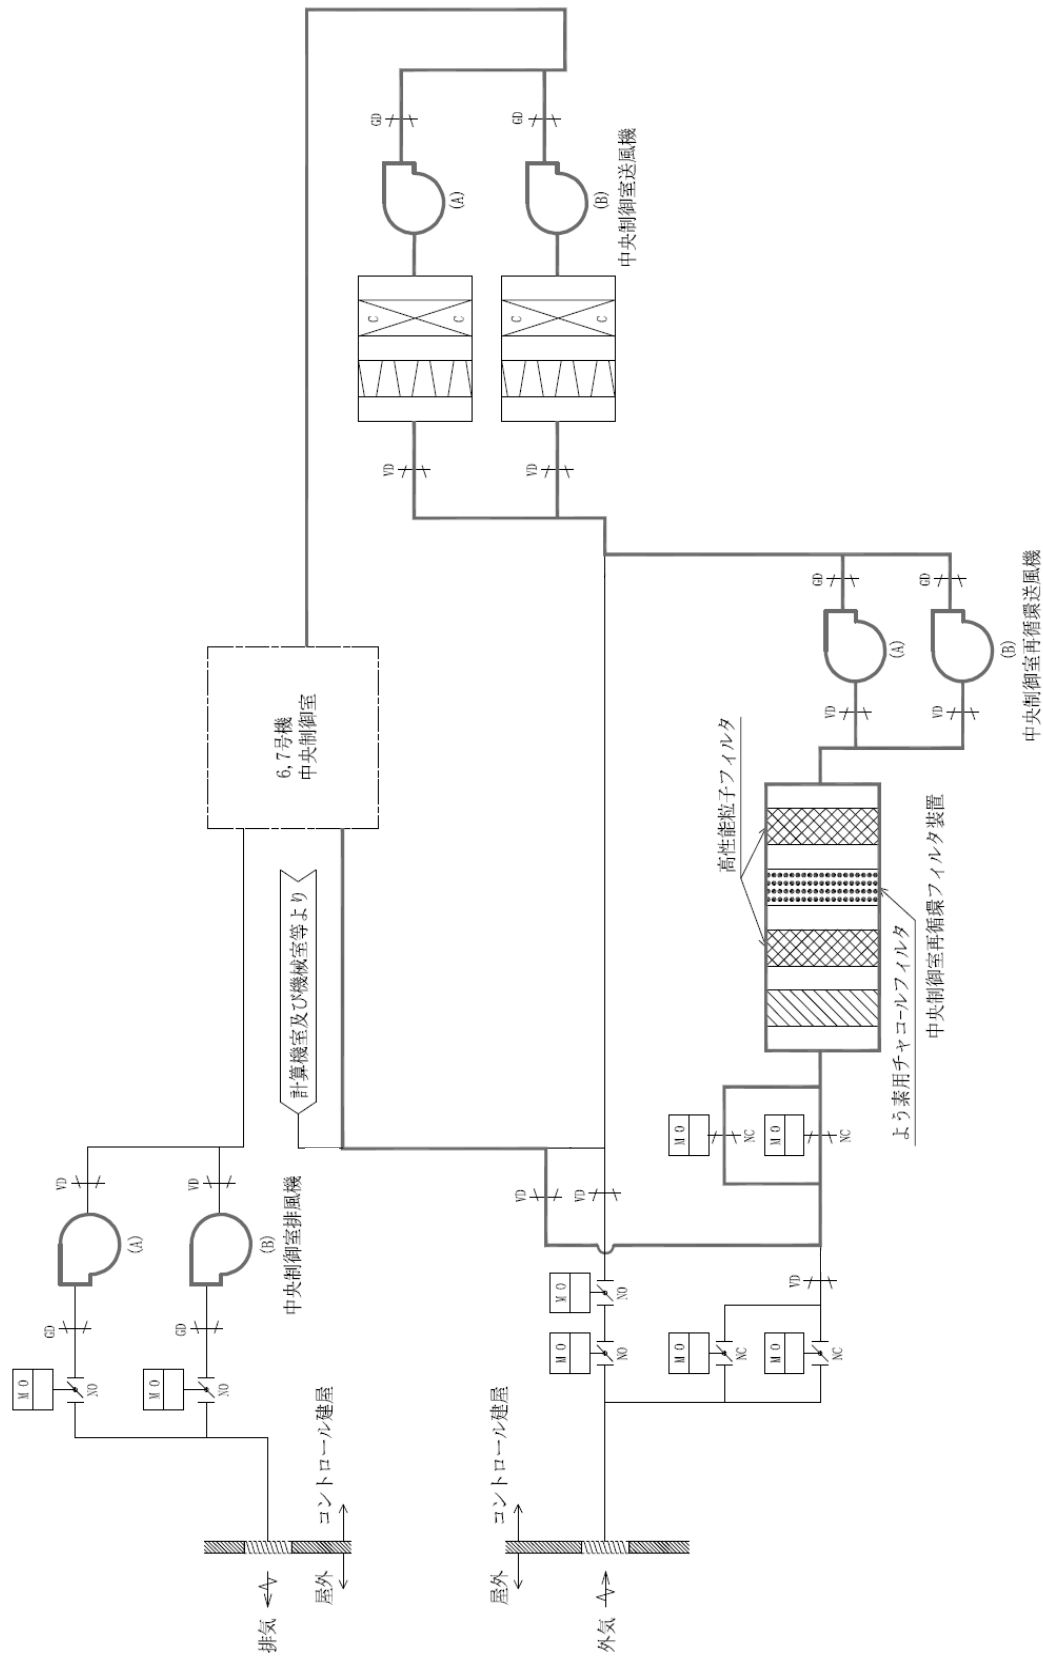 排気
屋外
コントロール建屋
MO
NO
GD
VD
(A)
MO
NO
GD
VD
(B)
中央制御室排風機
計算機室及び機械室等より
6,7号機
中央制御室
GD
(A)
C
C
VD
GD
(B)
C
C
VD
中央制御室送風機
外気
屋外
コントロール建屋
MO
NO
MO
NO
VD
VD
MO
NC
MO
NC
VD
MO
NC
MO
NC
高性能粒子フィルタ
よう素用チャコールフィルタ
中央制御室再循環フィルタ装置
VD
GD
(A)
VD
GD
(B)
中央制御室再循環送風機